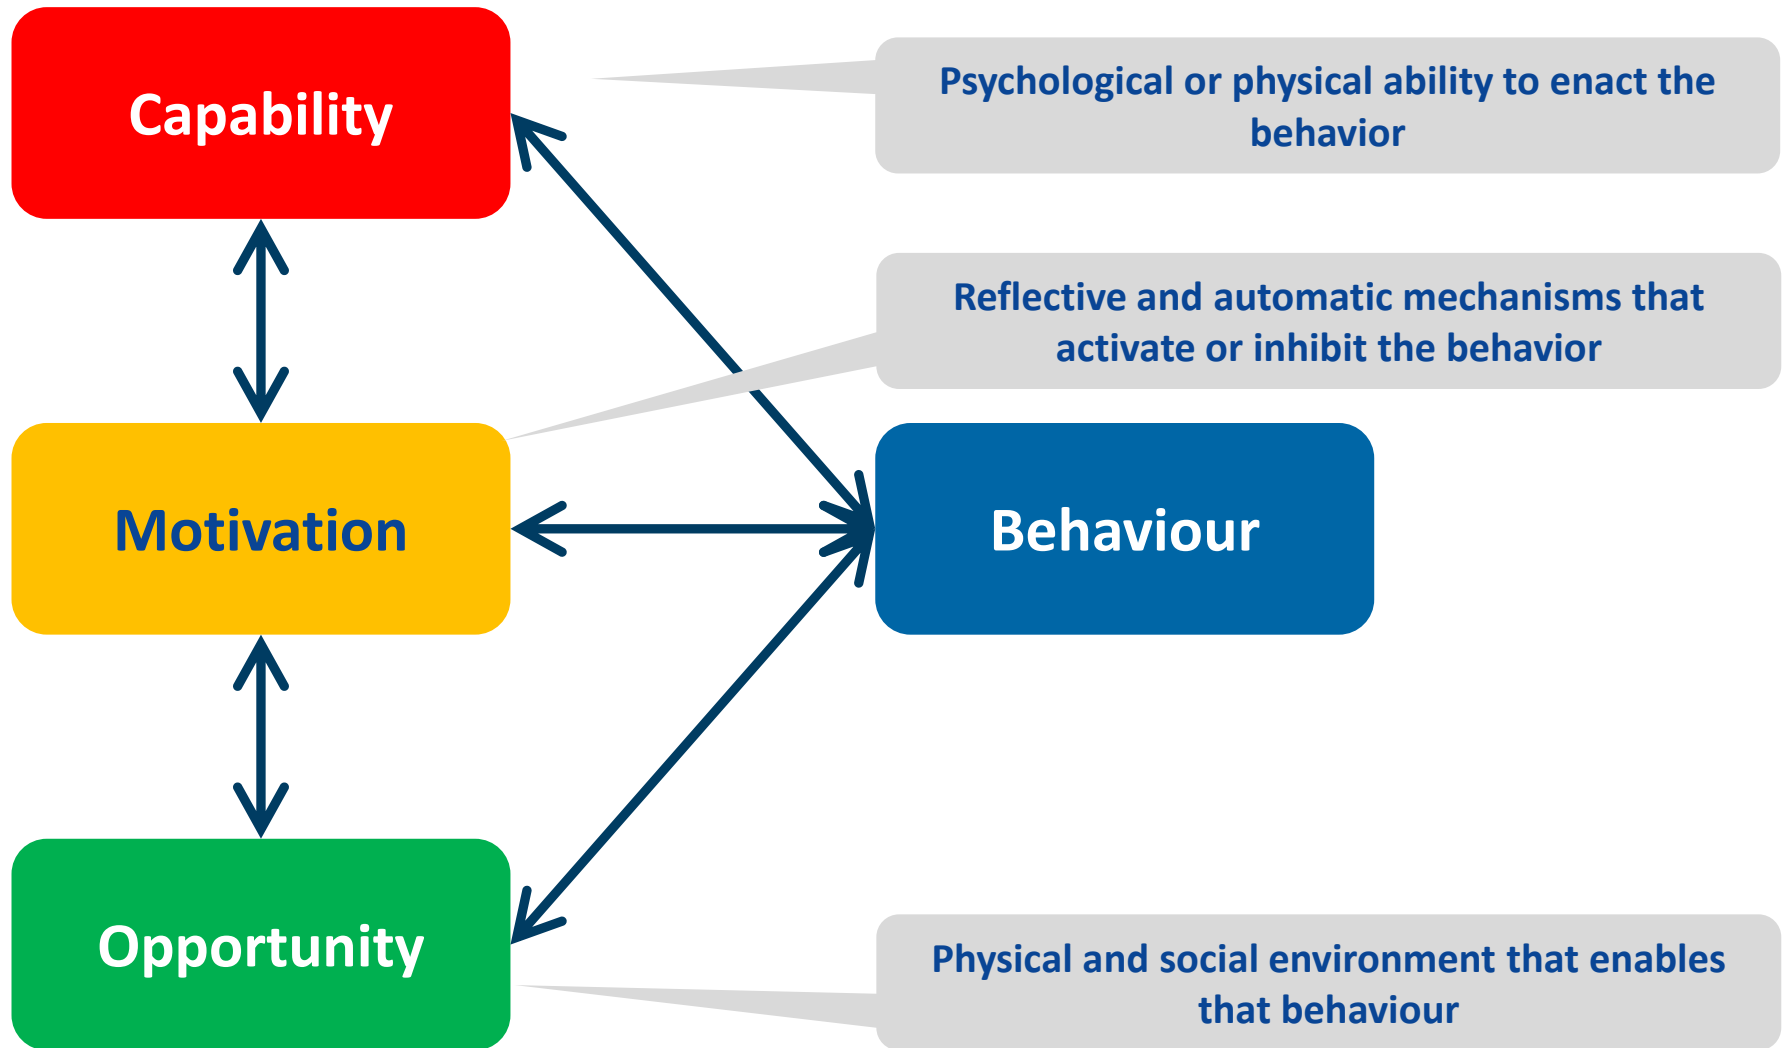 Capability
Psychological or physical ability to enact the
behavior
Reflective and automatic mechanisms that
activate or inhibit the behavior
Motivation
Behaviour
Opportunity
Physical and social environment that enables
that behaviour